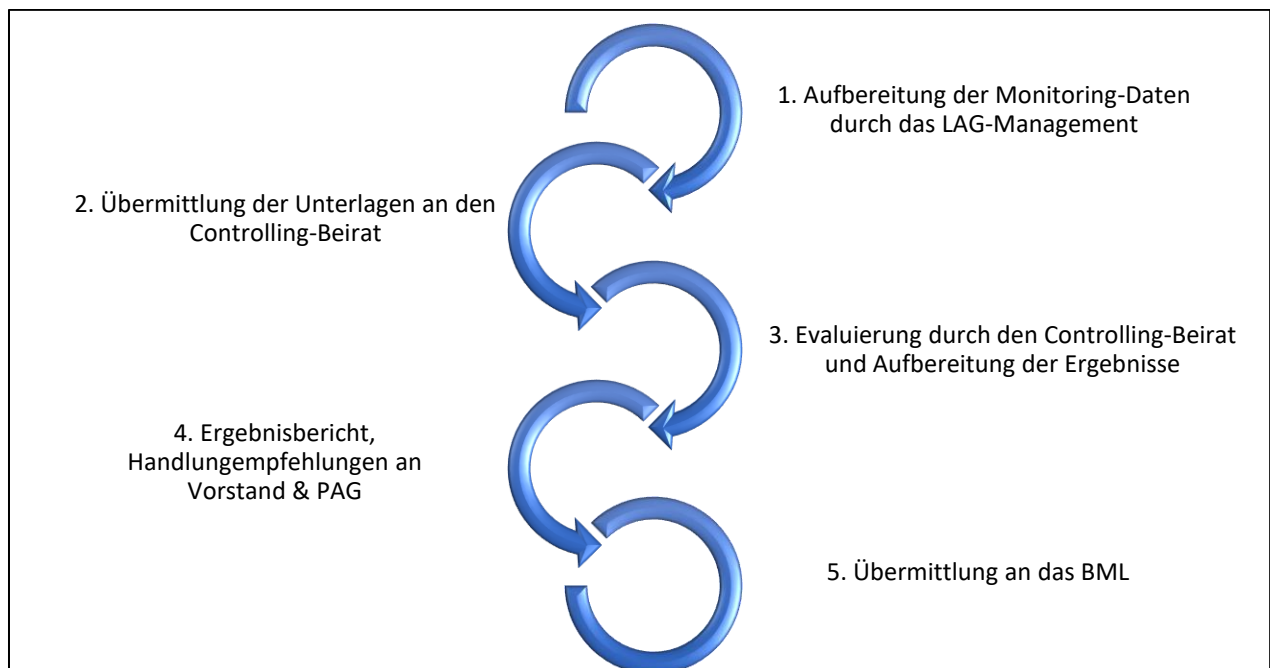 1. Aufbereitung der Monitoring-Daten
durch das LAG-Management
2. Übermittlung der Unterlagen an den
Controlling-Beirat
3. Evaluierung durch den Controlling-Beirat
und Aufbereitung der Ergebnisse
4. Ergebnisbericht,
Handlungempfehlungen an
Vorstand & PAG
5. Übermittlung an das BML